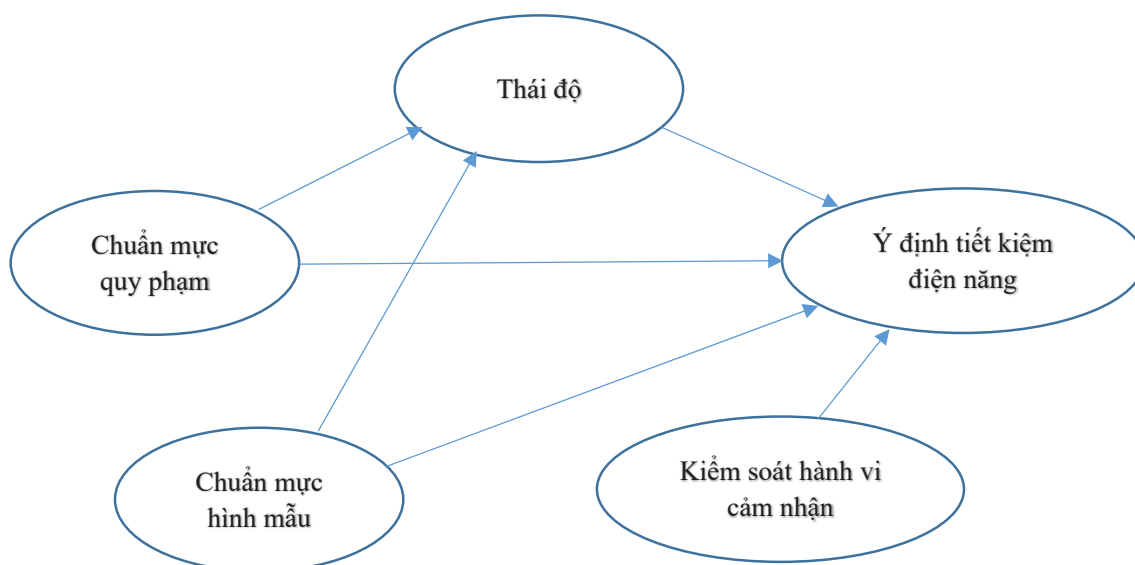 Thái độ
Chuẩn mực
quy phạm
Ý định tiết kiệm
điện năng
Chuẩn mực
hình mẫu
Kiểm soát hành vi
cảm nhận